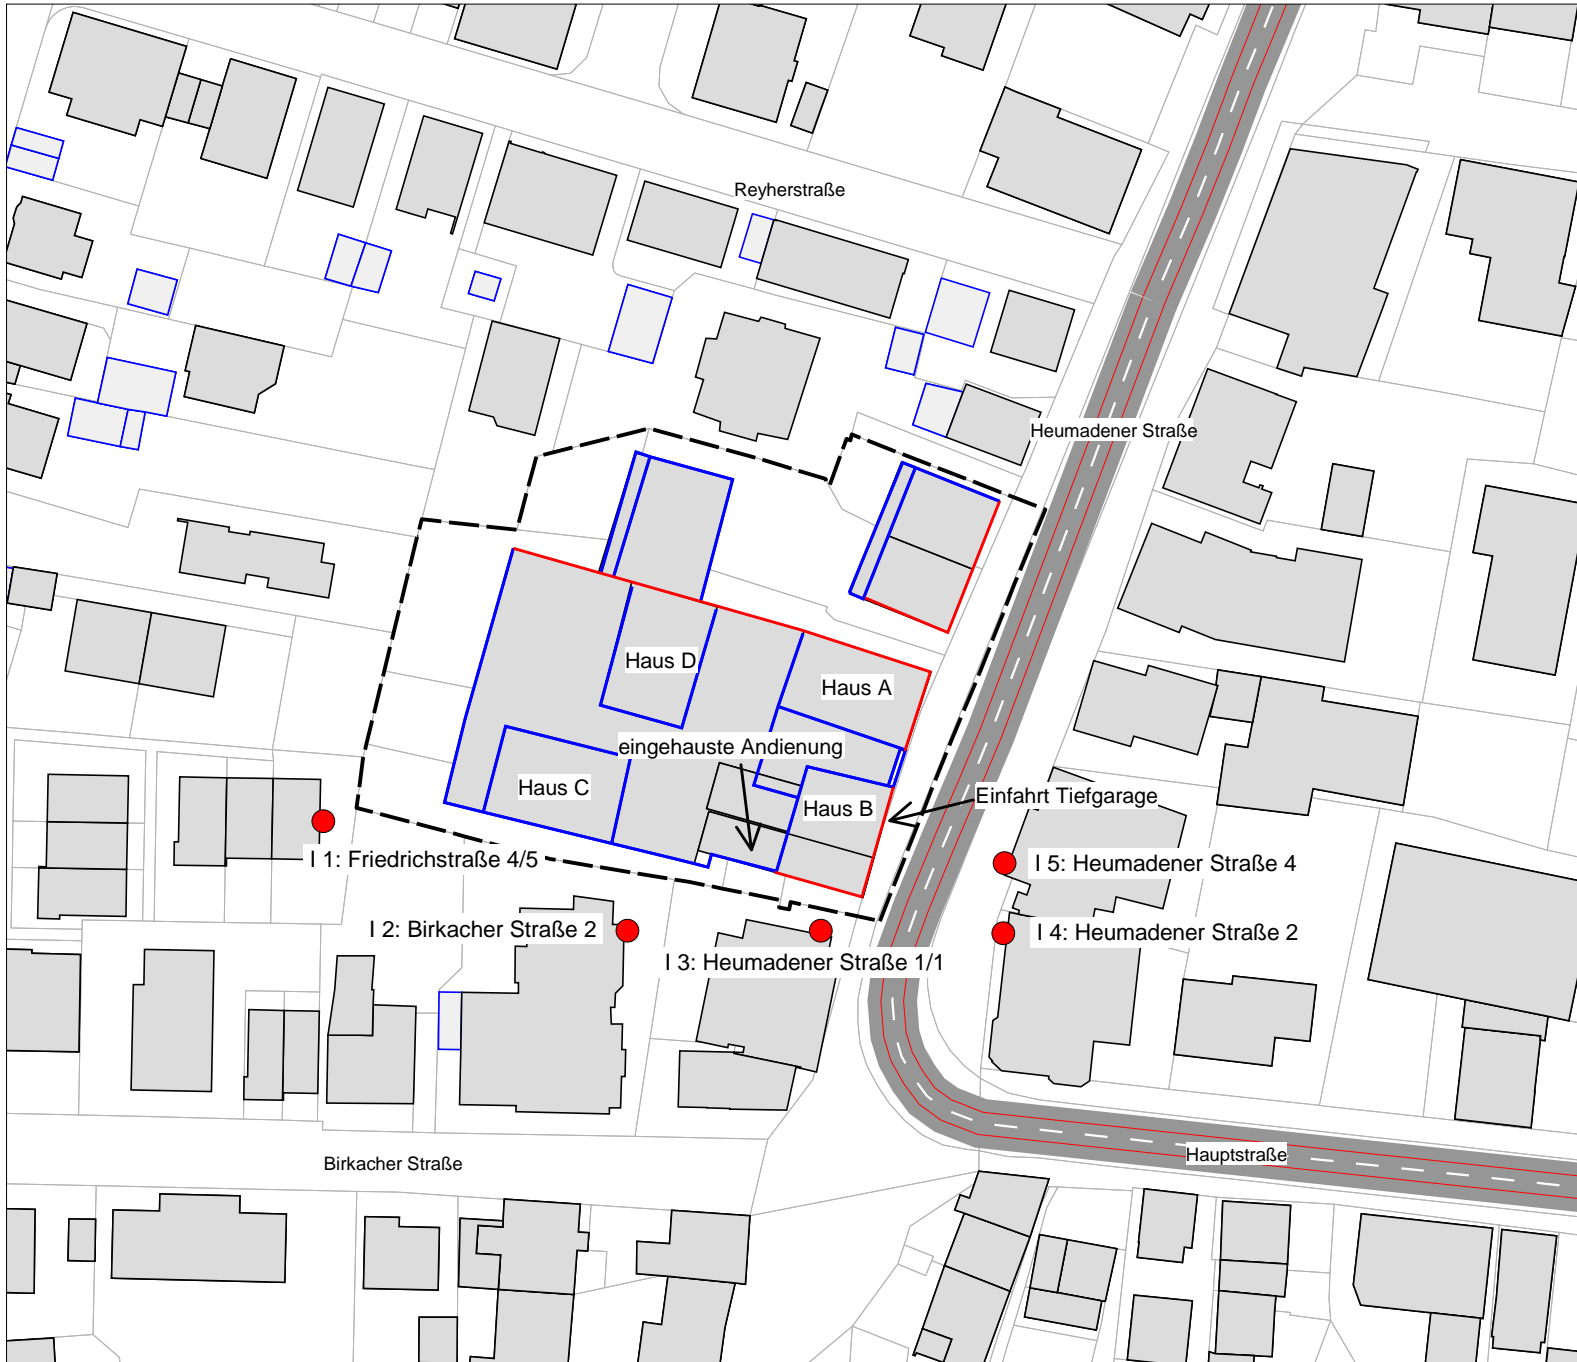 Reyherstraße
Heumadener Straße
Haus D
Haus A
eingehauste Andienung
Haus C
Haus B
Einfahrt Tiefgarage
I 1: Friedrichstraße 4/5
I 5: Heumadener Straße 4
I 2: Birkacher Straße 2
I 4: Heumadener Straße 2
I 3: Heumadener Straße 1/1
Birkacher Straße
Hauptstraße